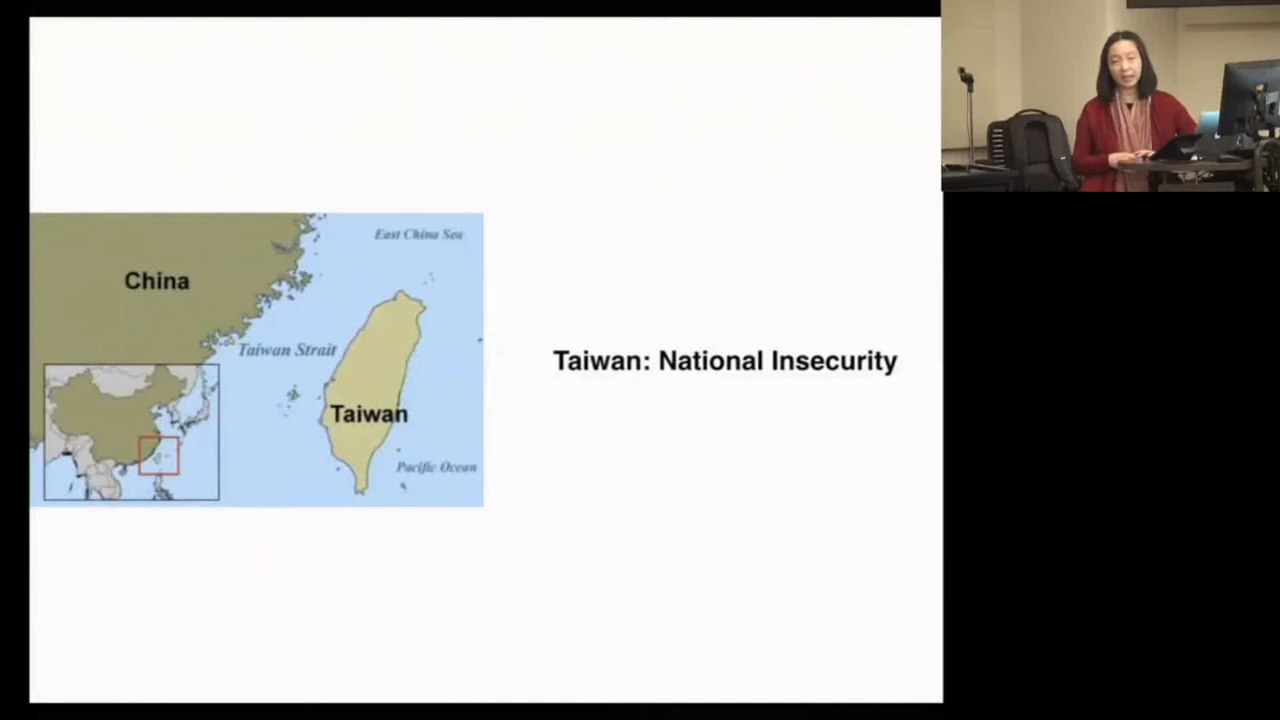 East China Sea
China
Taiwan Strait
Taiwan: National Insecurity
Taiwan
Pacific Ocean